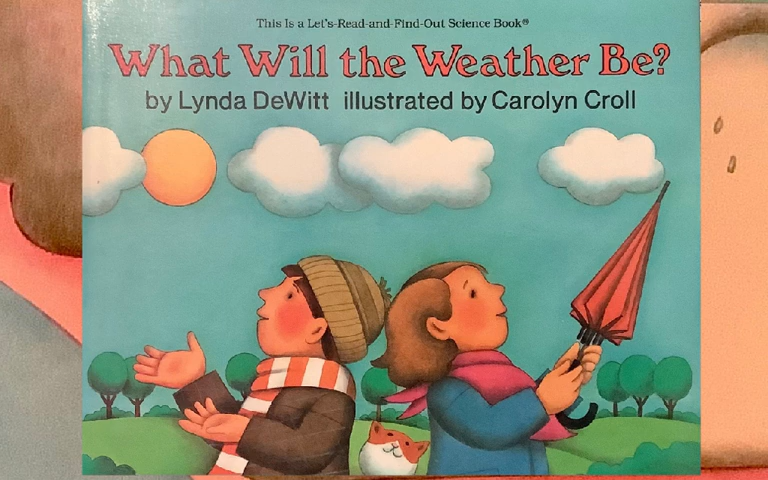 This Is a Let's-Read-and-Find-Out Science Book®
What Will the Weather Be?
by Lynda DeWitt illustrated by Carolyn Croll